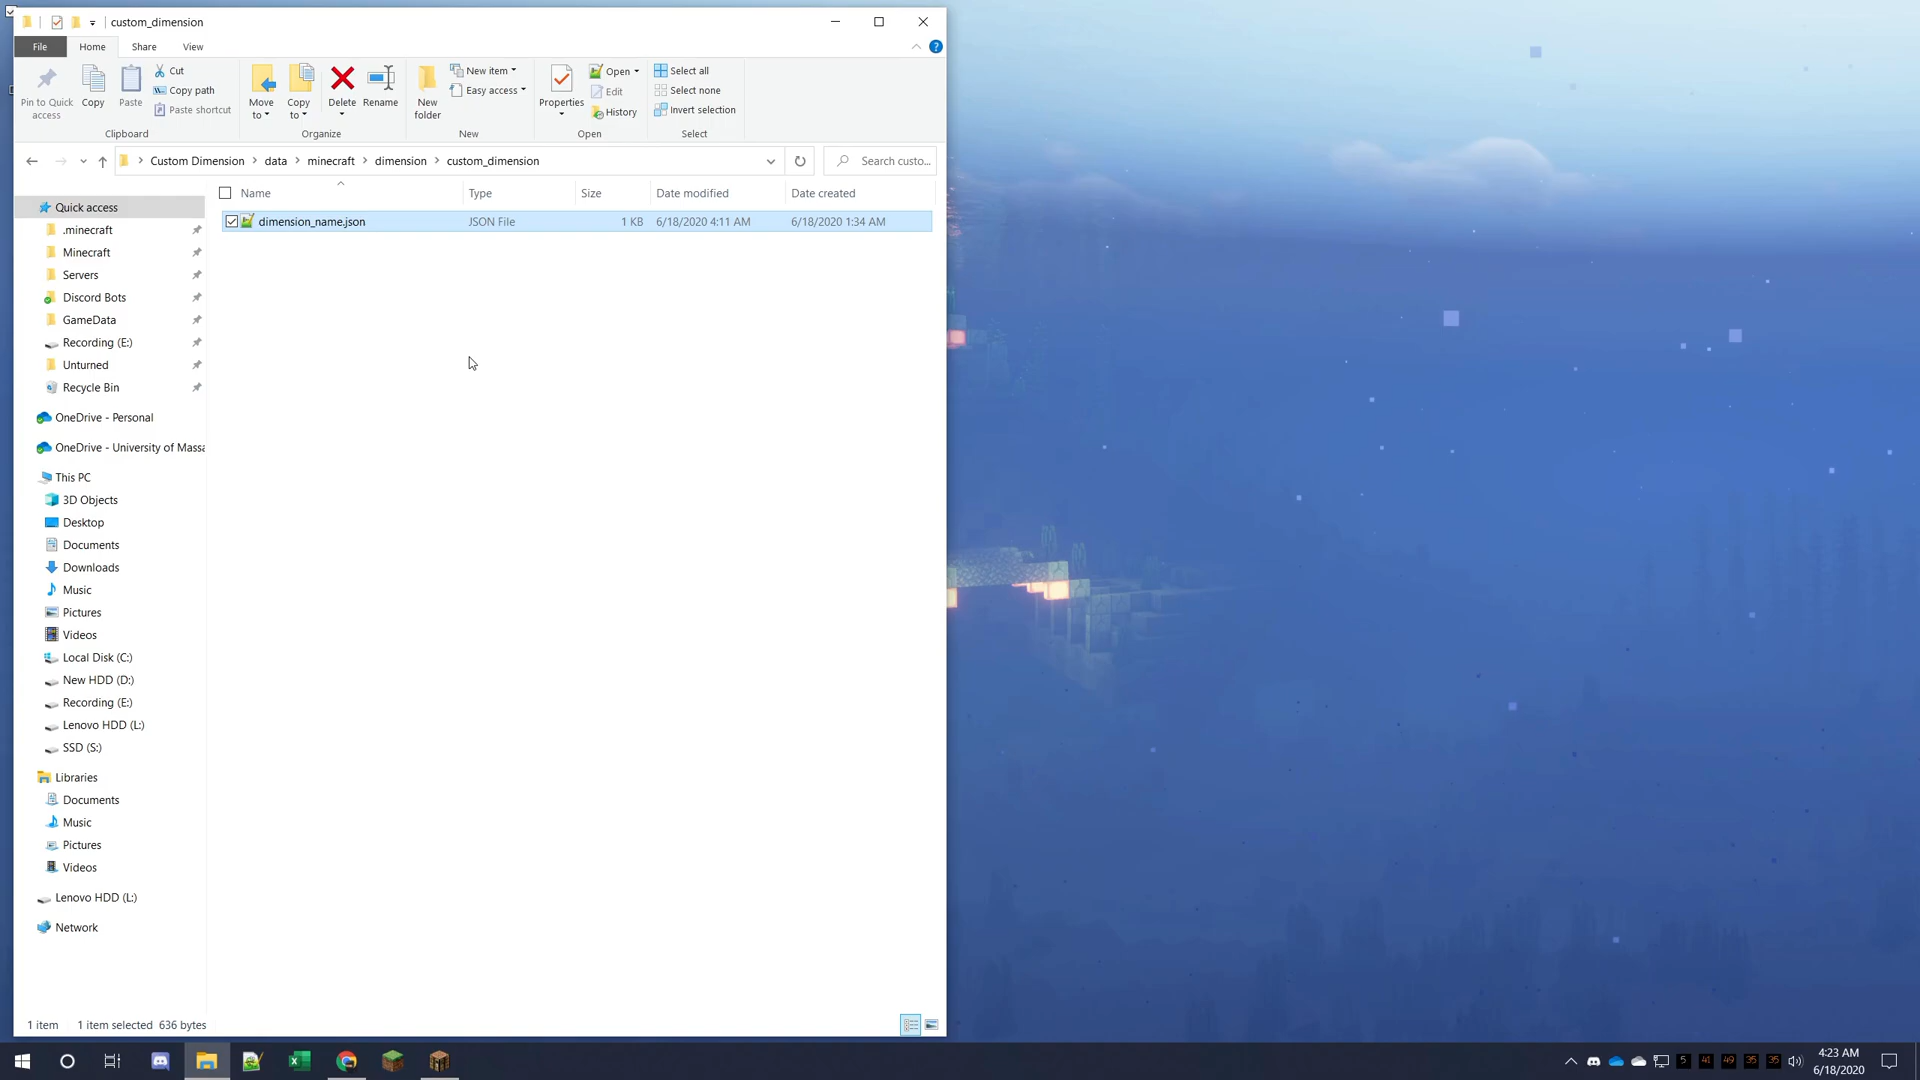 custom_dimension
File Home Share View
Pin to Quick access
Copy
Paste
Cut
Copy path
Paste shortcut
Clipboard
Move to
Copy to
Delete
Rename
Organize
New folder
New item
Easy access
New
Properties
Open
Edit
History
Open
Select all
Select none
Invert selection
Select
Custom Dimension data minecraft dimension custom_dimension
Search custo...
Name Type Size Date modified Date created
dimension_name.json JSON File 1 KB 6/18/2020 4:11 AM 6/18/2020 1:34 AM
Quick access
.minecraft
Minecraft
Servers
Discord Bots
GameData
Recording (E:)
Unturned
Recycle Bin
OneDrive - Personal
OneDrive - University of Massa
This PC
3D Objects
Desktop
Documents
Downloads
Music
Pictures
Videos
Local Disk (C:)
New HDD (D:)
Recording (E:)
Lenovo HDD (L:)
SSD (S:)
Libraries
Documents
Music
Pictures
Videos
Lenovo HDD (L:)
Network
1 item 1 item selected 636 bytes
5 41 49 35 35
4:23 AM
6/18/2020